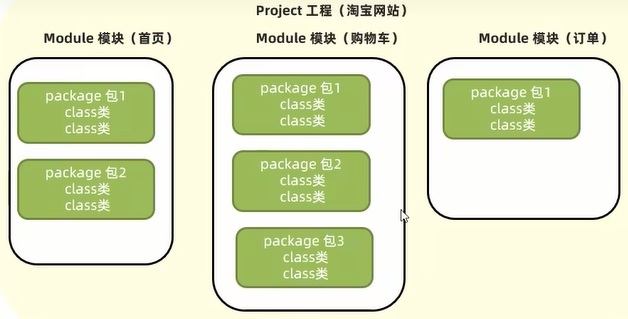 Project 工程（淘宝网站）
Module 模块（首页）
package 包1
class类
class类
package 包2
class类
class类
Module 模块（购物车）
package 包1
class类
class类
package 包2
class类
class类
package 包3
class类
class类
Module 模块（订单）
package 包1
class类
class类